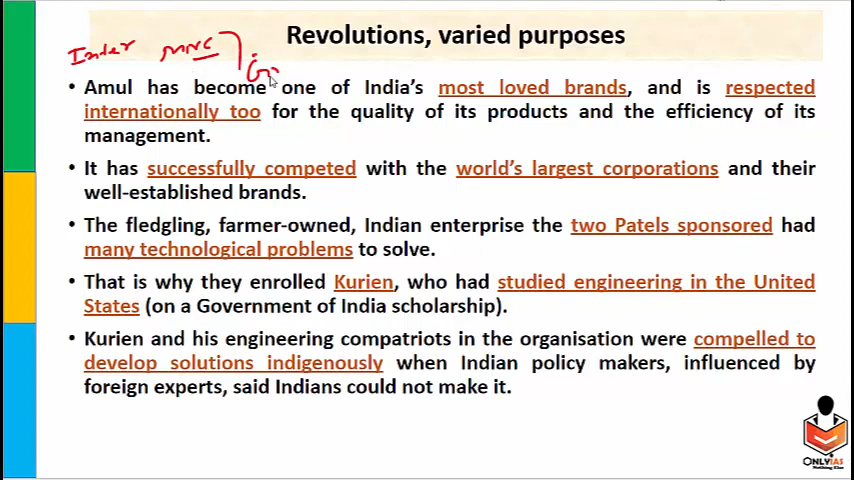 Revolutions, varied purposes
MNC
• Amul has become one of India's most loved brands, and is respected
internationally too for the quality of its products and the efficiency of its
management.
• It has successfully competed with the world's largest corporations and their
well-established brands.
• The fledgling, farmer-owned, Indian enterprise the two Patels sponsored had
many technological problems to solve.
• That is why they enrolled Kurien, who had studied engineering in the United
States (on a Government of India scholarship).
• Kurien and his engineering compatriots in the organisation were compelled to
develop solutions indigenously when Indian policy makers, influenced by
foreign experts, said Indians could not make it.
ONLYIAS
Nothing Else